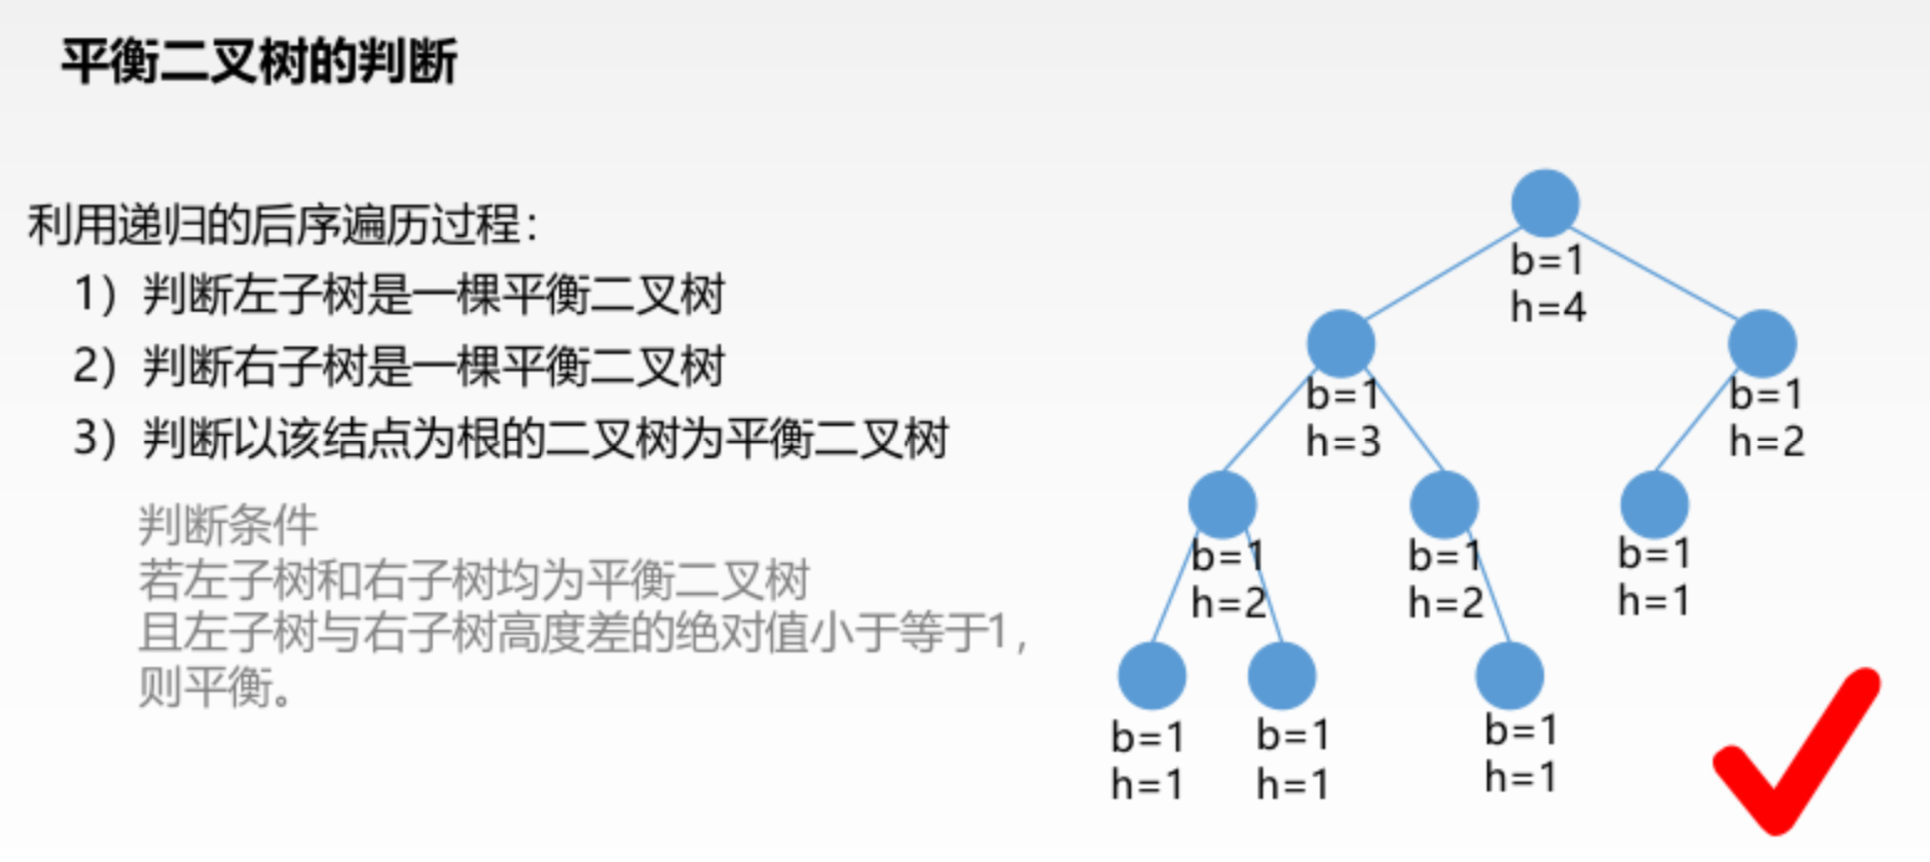 平衡二叉树的判断
利用递归的后序遍历过程：
1）判断左子树是一棵平衡二叉树
2）判断右子树是一棵平衡二叉树
3）判断以该结点为根的二叉树为平衡二叉树
判断条件
若左子树和右子树均为平衡二叉树
且左子树与右子树高度差的绝对值小于等于1，
则平衡。
b=1
h=4
b=1
h=3
b=1
h=2
b=1
h=2
b=1
h=2
b=1
h=1
b=1
h=1
b=1
h=1
b=1
h=1